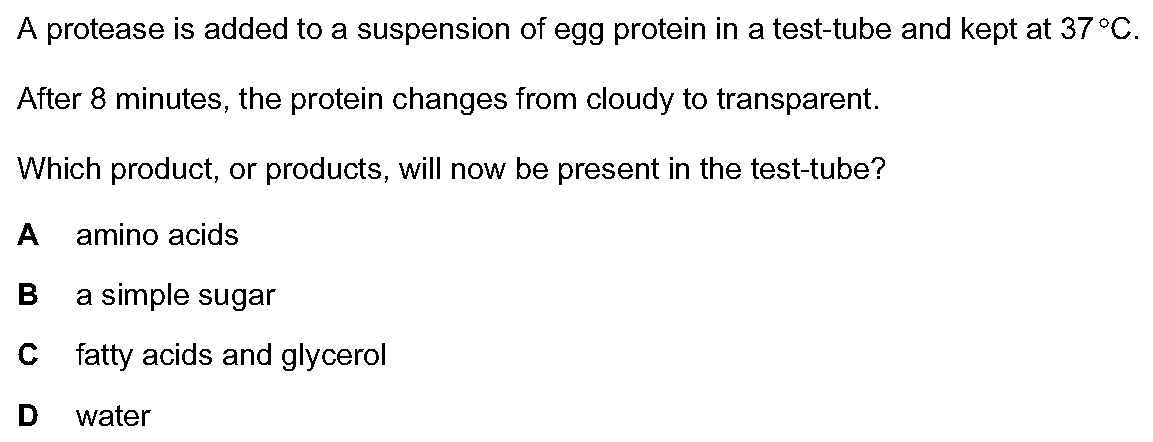 A protease is added to a suspension of egg protein in a test-tube and kept at 37 °C.
After 8 minutes, the protein changes from cloudy to transparent.
Which product, or products, will now be present in the test-tube?
A amino acids
B a simple sugar
C fatty acids and glycerol
D water